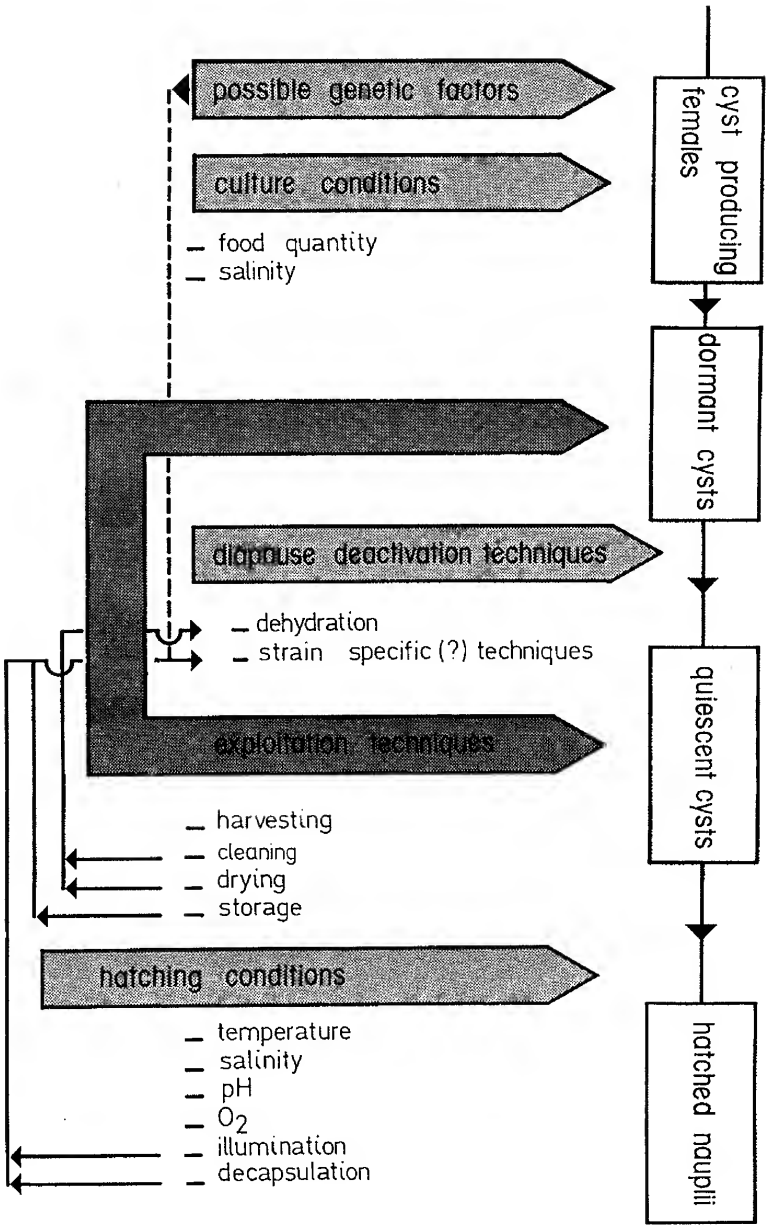 possible genetic factors
culture conditions
– food quantity
– salinity
diapause deactivation techniques
– dehydration
– strain specific (?) techniques
exploitation techniques
– harvesting
– cleaning
– drying
– storage
hatching conditions
– temperature
– salinity
– pH
– O2
– illumination
– decapsulation
cyst producing
females
dormant cysts
quiescent cysts
hatched nauplii